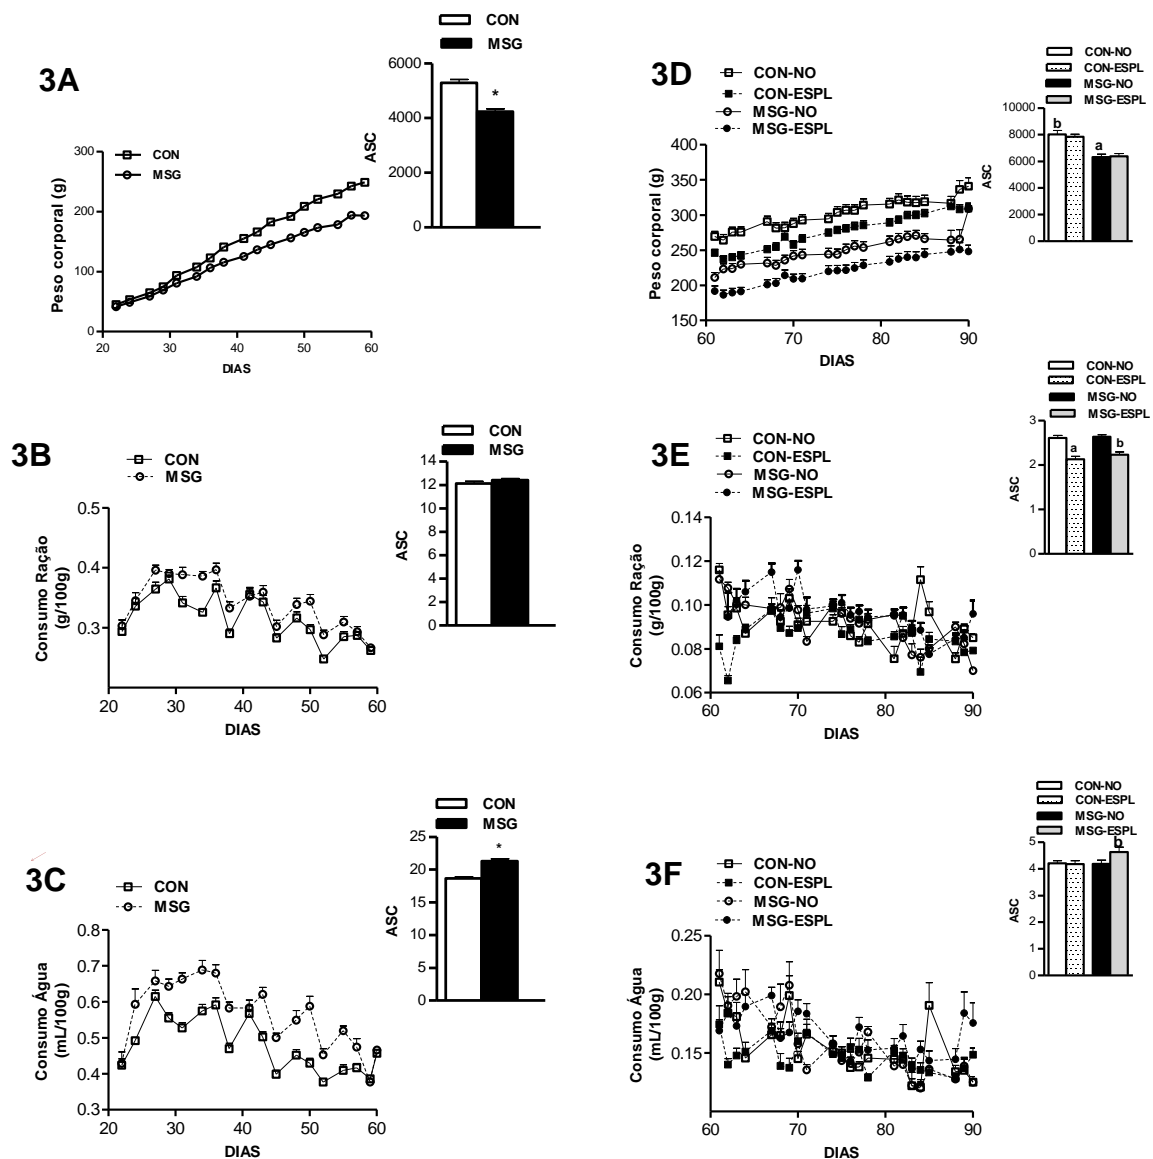 3A
CON
MSG
6000
4000
2000
0
ASC
*
CON
MSG
300
200
100
0
Peso corporal (g)
20
30
40
50
60
DIAS
3D
CON-NO
CON-ESPL
MSG-NO
MSG-ESPL
CON-NO
CON-ESPL
MSG-NO
MSG-ESPL
10000
8000
6000
4000
2000
0
ASC
b
a
400
350
300
250
200
150
Peso corporal (g)
60
70
80
90
DIAS
3B
CON
MSG
CON
MSG
14
12
10
8
6
4
2
0
ASC
0.5
0.4
0.3
Consumo Ração
(g/100g)
20
30
40
50
60
DIAS
3E
CON-NO
CON-ESPL
MSG-NO
MSG-ESPL
CON-NO
CON-ESPL
MSG-NO
MSG-ESPL
3
2
1
0
ASC
a
b
0.14
0.12
0.10
0.08
0.06
Consumo Ração
(g/100g)
60
70
80
90
DIAS
3C
CON
MSG
CON
MSG
25
20
15
10
5
0
ASC
*
0.8
0.7
0.6
0.5
0.4
0.3
Consumo Água
(mL/100g)
20
30
40
50
60
DIAS
3F
CON-NO
CON-ESPL
MSG-NO
MSG-ESPL
CON-NO
CON-ESPL
MSG-NO
MSG-ESPL
5
4
3
2
1
0
ASC
b
0.25
0.20
0.15
Consumo Água
(mL/100g)
60
70
80
90
DIAS